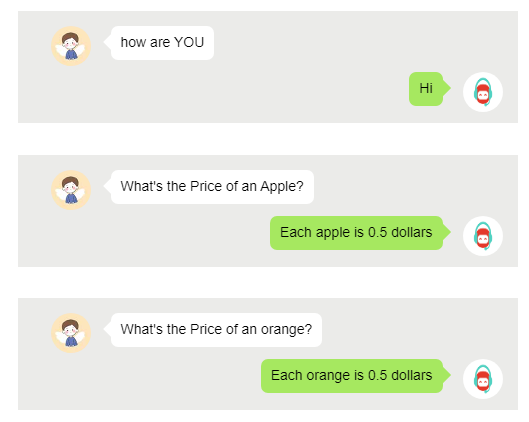 how are YOU
Hi
What's the Price of an Apple?
Each apple is 0.5 dollars
What's the Price of an orange?
Each orange is 0.5 dollars